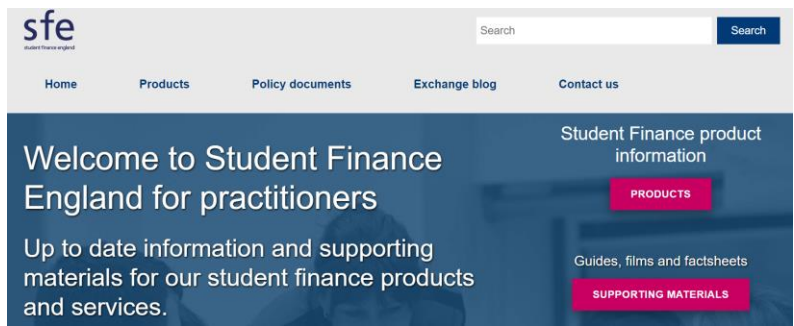 sfe
student finance england
Search
Search
Home
Products
Policy documents
Exchange blog
Contact us
Welcome to Student Finance
England for practitioners
Up to date information and supporting
materials for our student finance products
and services.
Student Finance product
information
PRODUCTS
Guides, films and factsheets
SUPPORTING MATERIALS